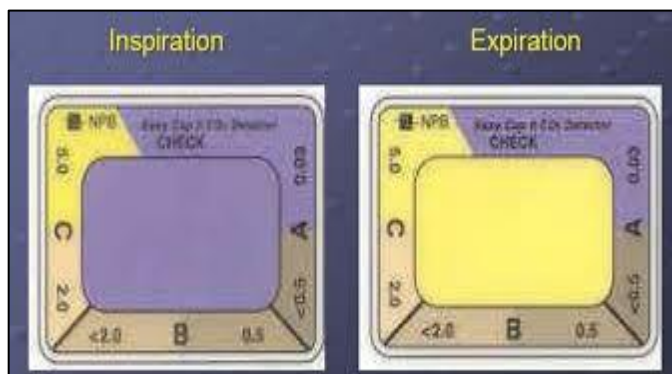 Inspiration
Expiration
NPB
Easy Cap II CO₂ Detector
CHECK
5.0
C
2.0
<2.0
B
0.5
<0.5
A
0.03
NPB
Easy Cap II CO₂ Detector
CHECK
5.0
C
2.0
<2.0
B
0.5
<0.5
A
0.03